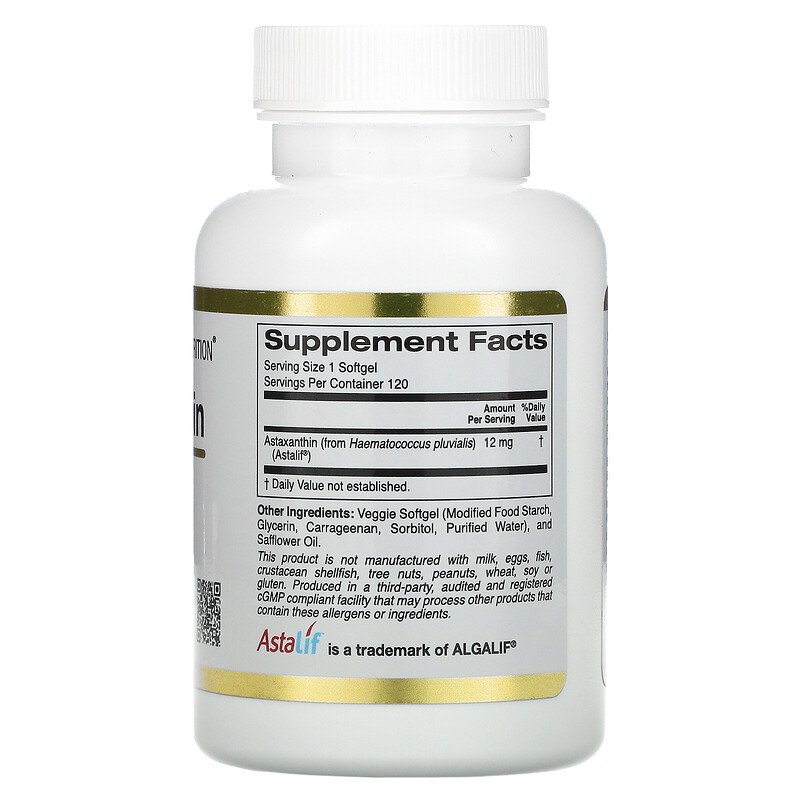 Supplement Facts
Serving Size 1 Softgel
Servings Per Container 120
Amount %Daily
Per Serving Value
Astaxanthin (from Haematococcus pluvialis) 12 mg †
(Astalif®)
† Daily Value not established.
Other Ingredients: Veggie Softgel (Modified Food Starch,
Glycerin, Carrageenan, Sorbitol, Purified Water), and
Safflower Oil.
This product is not manufactured with milk, eggs, fish,
crustacean shellfish, tree nuts, peanuts, wheat, soy or
gluten. Produced in a third-party, audited and registered
cGMP compliant facility that may process other products that
contain these allergens or ingredients.
Astalif™ is a trademark of ALGALIF®